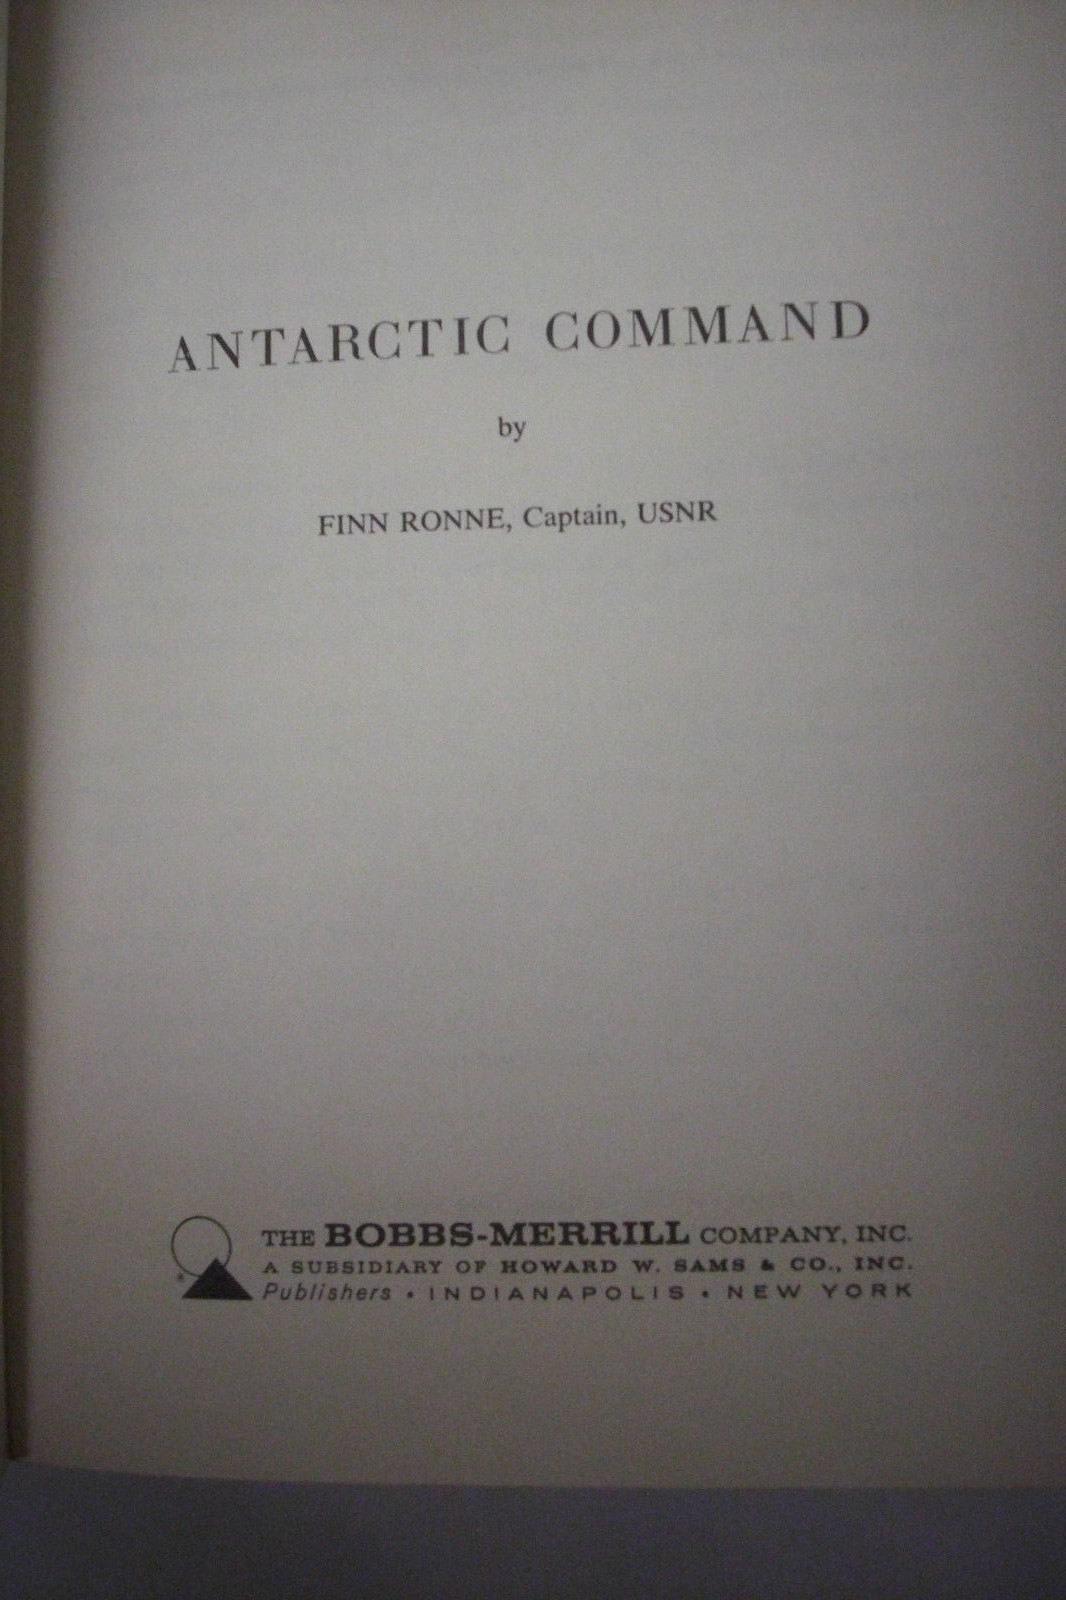 ANTARCTIC COMMAND
by
FINN RONNE, Captain, USNR
THE BOBBS-MERRILL COMPANY, INC.
A SUBSIDIARY OF HOWARD W. SAMS & CO., INC.
Publishers • INDIANAPOLIS • NEW YORK